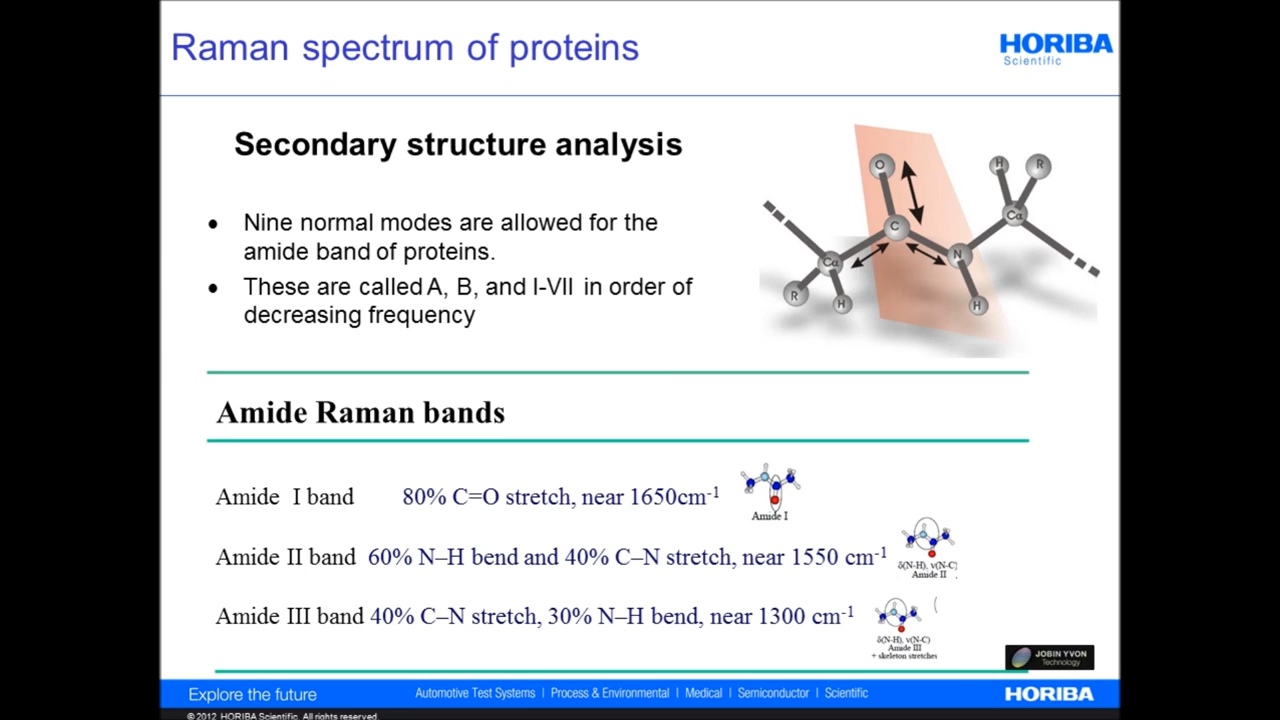 Raman spectrum of proteins
HORIBA
Scientific
Secondary structure analysis
• Nine normal modes are allowed for the
amide band of proteins.
• These are called A, B, and I-VII in order of
decreasing frequency
O
H
R
C
Cα
Cα
N
R
H
H
Amide Raman bands
Amide I band 80% C=O stretch, near 1650cm⁻¹
Amide I
Amide II band 60% N–H bend and 40% C–N stretch, near 1550 cm⁻¹
δ(N-H), ν(N-C)
Amide II
Amide III band 40% C–N stretch, 30% N–H bend, near 1300 cm⁻¹
δ(N-H), ν(N-C)
Amide III
+ skeleton stretches
JOBIN YVON
Technology
Explore the future
Automotive Test Systems | Process & Environmental | Medical | Semiconductor | Scientific
HORIBA
© 2012 HORIBA Scientific. All rights reserved.